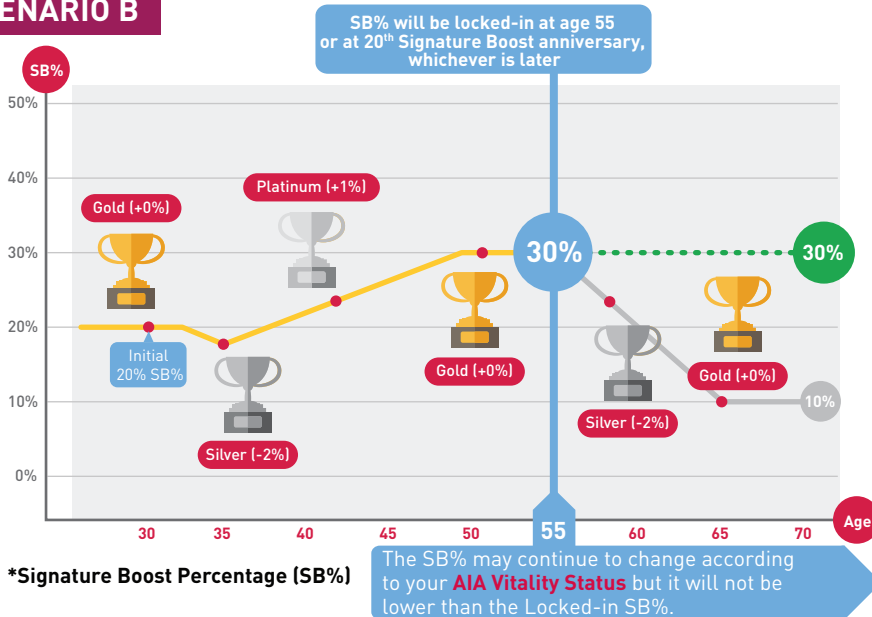 ENARIO B
SB% will be locked-in at age 55
or at 20th Signature Boost anniversary,
whichever is later
SB%
50%
40%
30%
20%
10%
0%
Gold (+0%)
Platinum (+1%)
Initial
20% SB%
Silver (-2%)
Gold (+0%)
30%
30%
Silver (-2%)
Gold (+0%)
10%
30
35
40
45
50
55
60
65
70
Age
*Signature Boost Percentage (SB%)
The SB% may continue to change according
to your AIA Vitality Status but it will not be
lower than the Locked-in SB%.